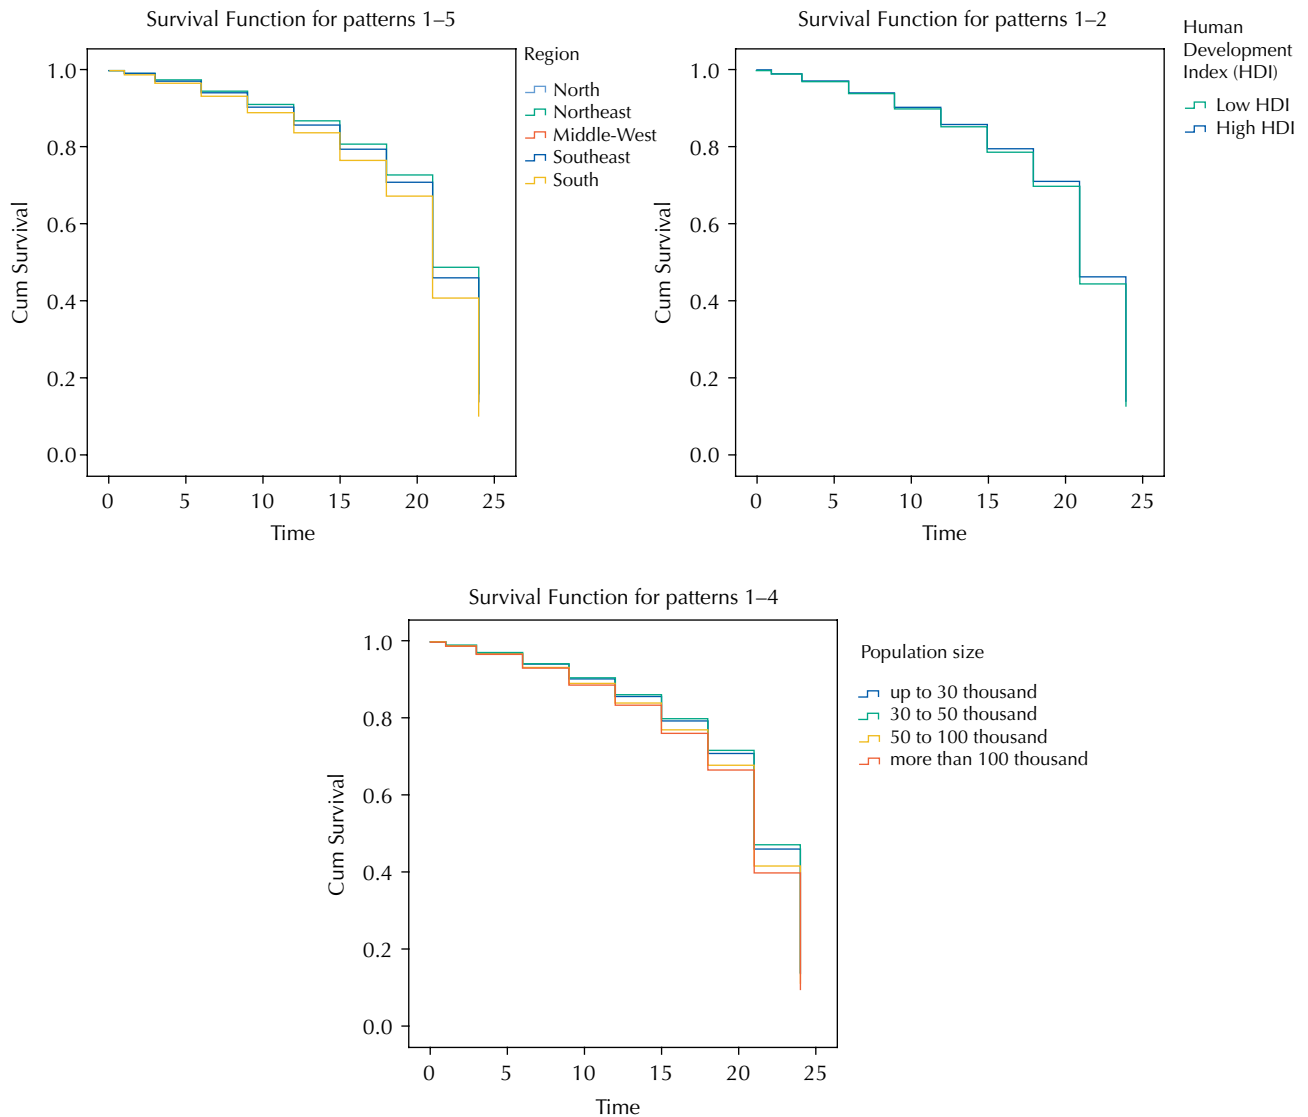 Survival Function for patterns 1–5
Cum Survival
1.0
0.8
0.6
0.4
0.2
0.0
0 5 10 15 20 25
Time
Region
North
Northeast
Middle-West
Southeast
South
Survival Function for patterns 1–2
Cum Survival
1.0
0.8
0.6
0.4
0.2
0.0
0 5 10 15 20 25
Time
Human
Development
Index (HDI)
Low HDI
High HDI
Survival Function for patterns 1–4
Cum Survival
1.0
0.8
0.6
0.4
0.2
0.0
0 5 10 15 20 25
Time
Population size
up to 30 thousand
30 to 50 thousand
50 to 100 thousand
more than 100 thousand